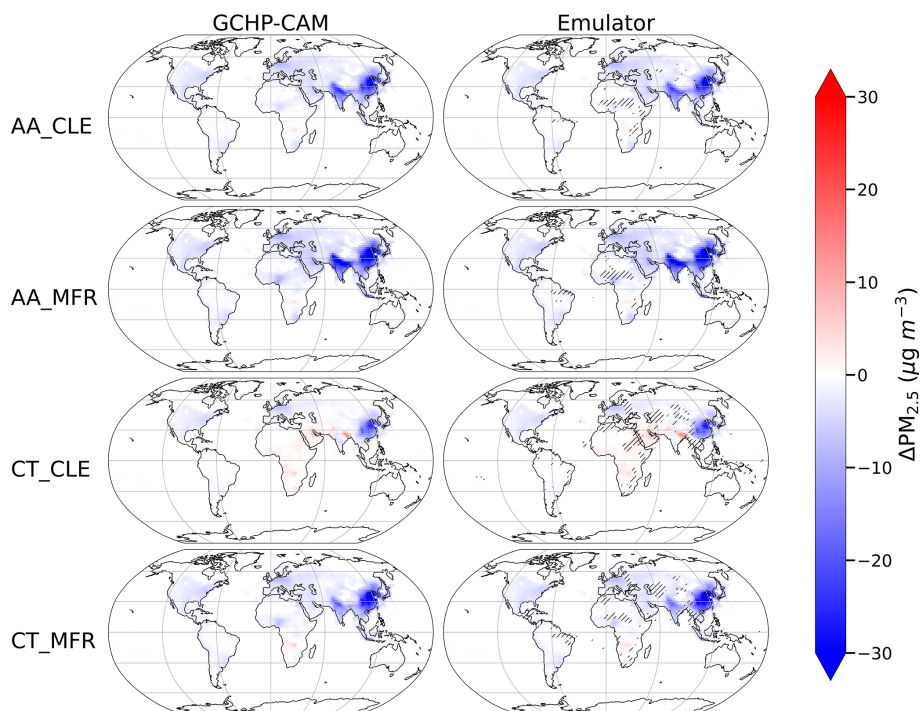 GCHP-CAM Emulator
AA_CLE
AA_MFR
CT_CLE
CT_MFR
30
20
10
0
−10
−20
−30
ΔPM2.5 (μg m−3)